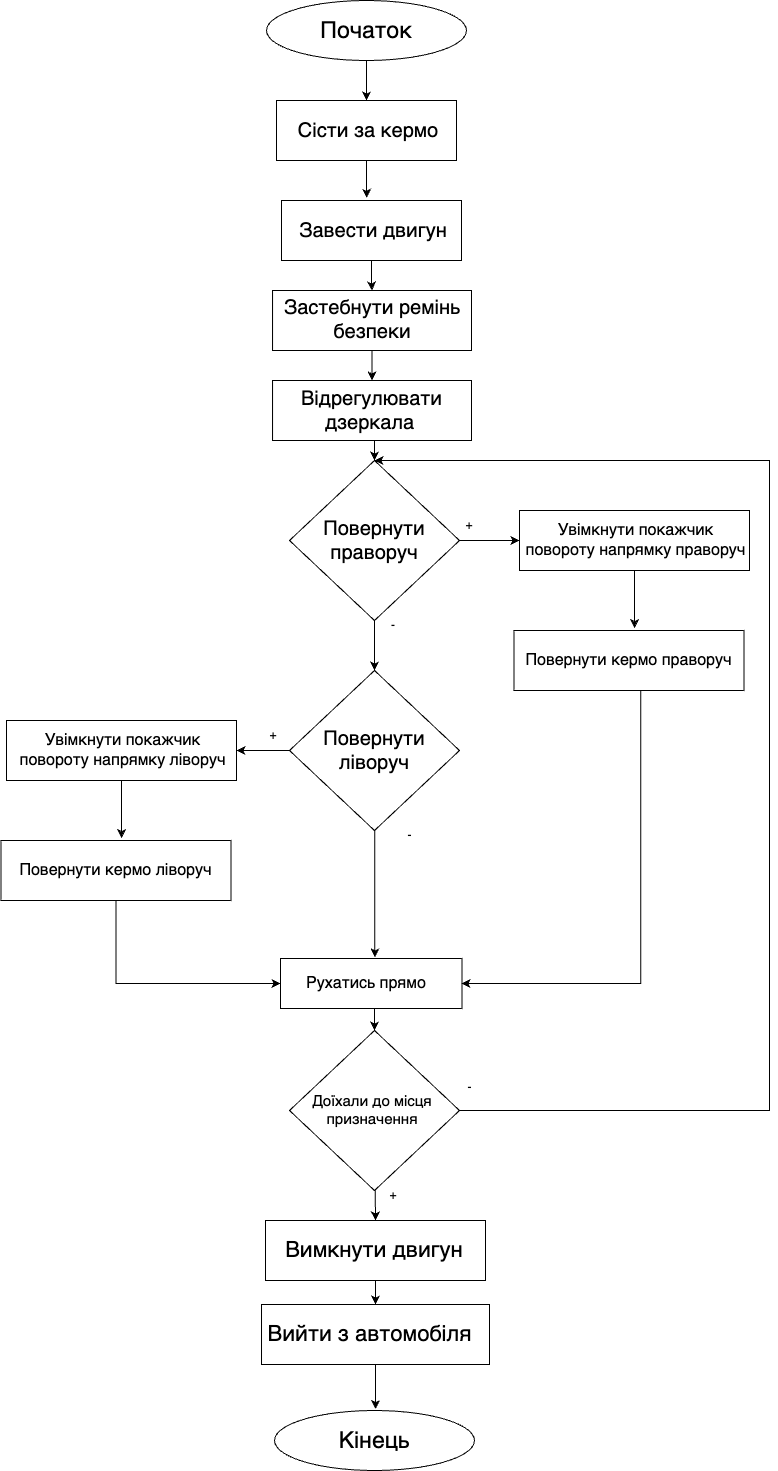 Початок
Сісти за кермо
Завести двигун
Застебнути ремінь
безпеки
Відрегулювати
дзеркала
Повернути
праворуч
+
Увімкнути покажчик
повороту напрямку праворуч
-
Повернути кермо праворуч
Повернути
ліворуч
+
Увімкнути покажчик
повороту напрямку ліворуч
-
Повернути кермо ліворуч
Рухатись прямо
Доїхали до місця
призначення
-
+
Вимкнути двигун
Вийти з автомобіля
Кінець